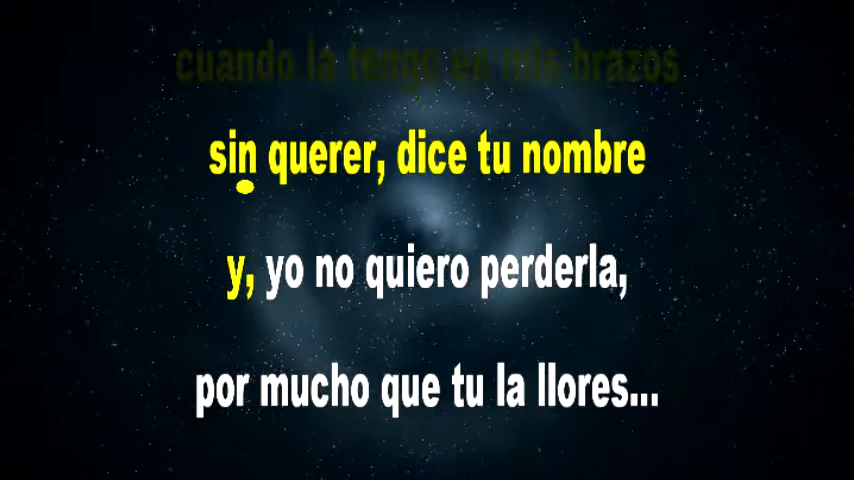 cuando la tengo en mis brazos
sin querer, dice tu nombre
y, yo no quiero perderla,
por mucho que tu la llores...